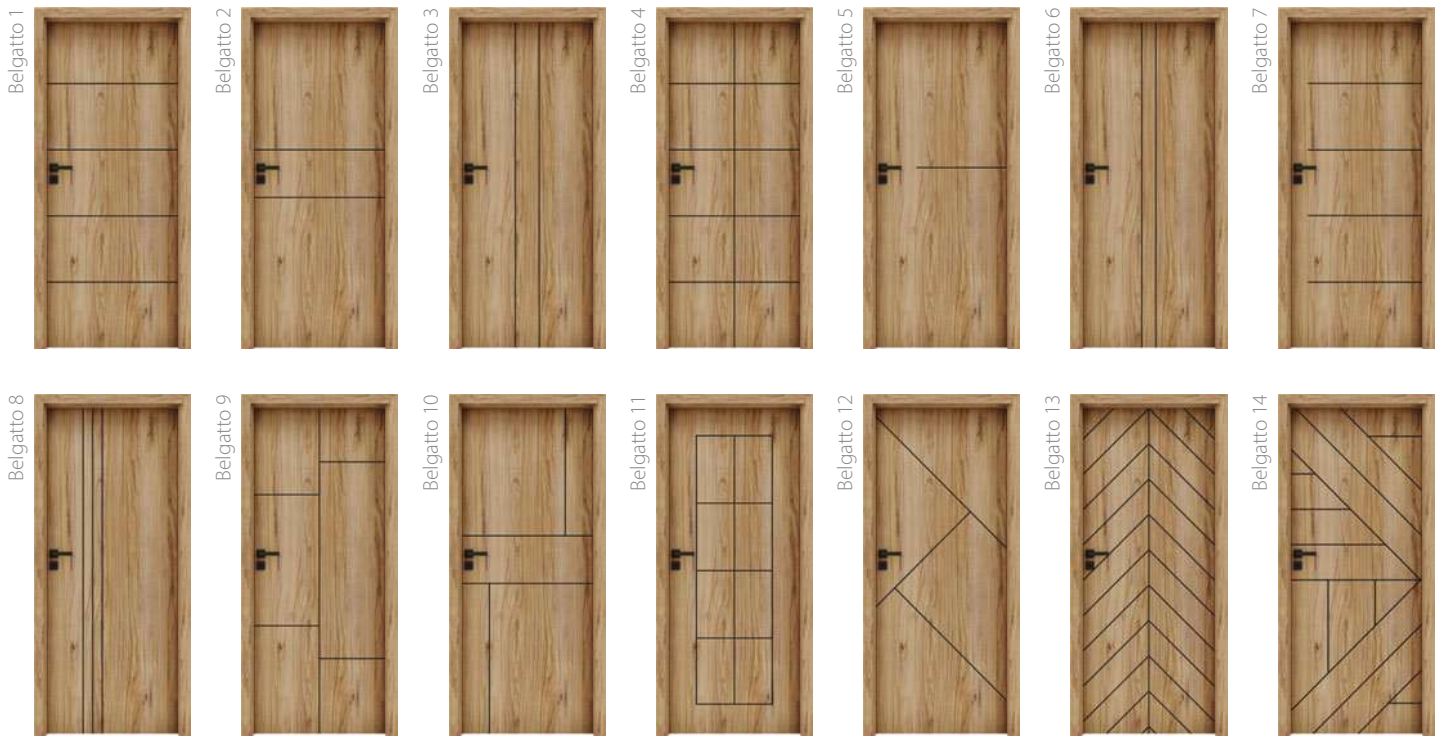 Belgatto 1
Belgatto 2
Belgatto 3
Belgatto 4
Belgatto 5
Belgatto 6
Belgatto 7
Belgatto 8
Belgatto 9
Belgatto 10
Belgatto 11
Belgatto 12
Belgatto 13
Belgatto 14